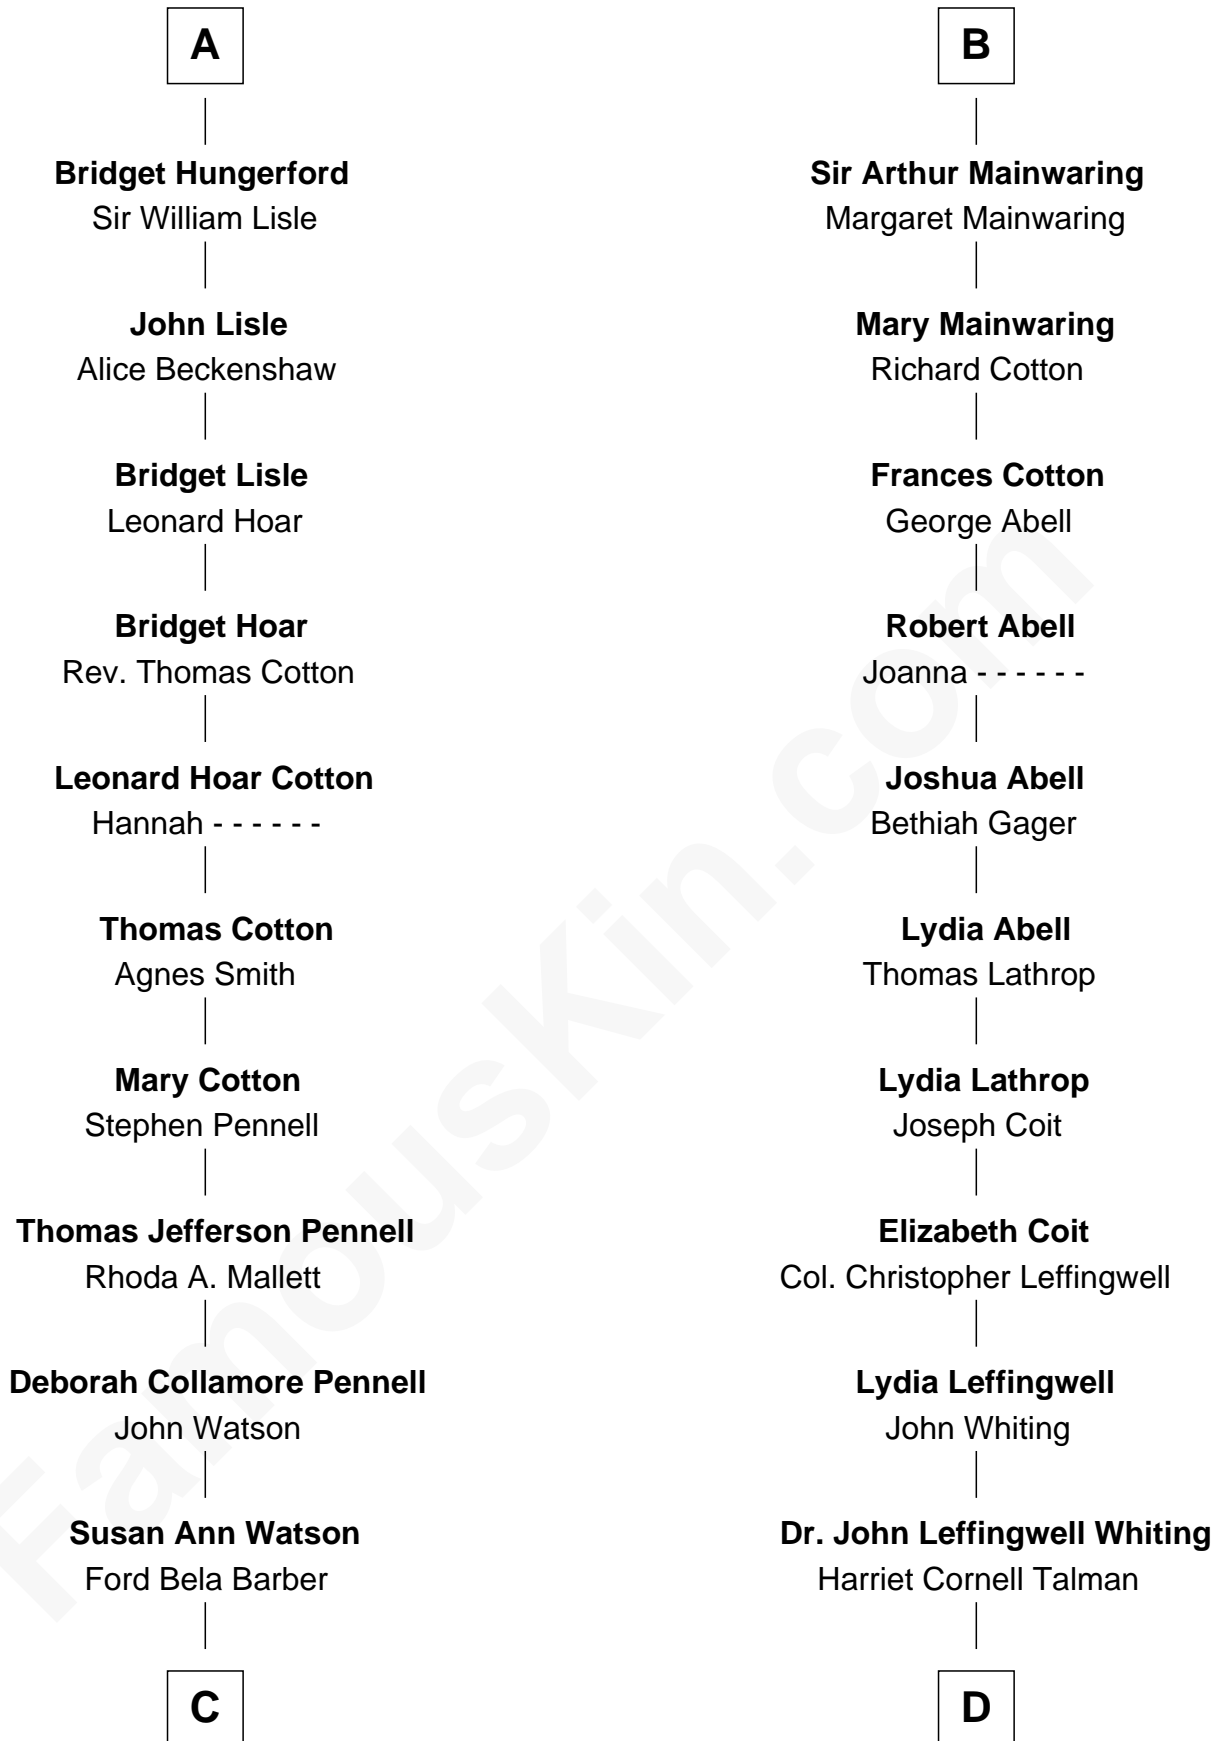 A
Bridget Hungerford
Sir William Lisle
John Lisle
Alice Beckenshaw
Bridget Lisle
Leonard Hoar
Bridget Hoar
Rev. Thomas Cotton
Leonard Hoar Cotton
Hannah - - - - - -
Thomas Cotton
Agnes Smith
Mary Cotton
Stephen Pennell
Thomas Jefferson Pennell
Rhoda A. Mallett
Deborah Collamore Pennell
John Watson
Susan Ann Watson
Ford Bela Barber
C
B
Sir Arthur Mainwaring
Margaret Mainwaring
Mary Mainwaring
Richard Cotton
Frances Cotton
George Abell
Robert Abell
Joanna - - - - - -
Joshua Abell
Bethiah Gager
Lydia Abell
Thomas Lathrop
Lydia Lathrop
Joseph Coit
Elizabeth Coit
Col. Christopher Leffingwell
Lydia Leffingwell
John Whiting
Dr. John Leffingwell Whiting
Harriet Cornell Talman
D
FamousKin.com